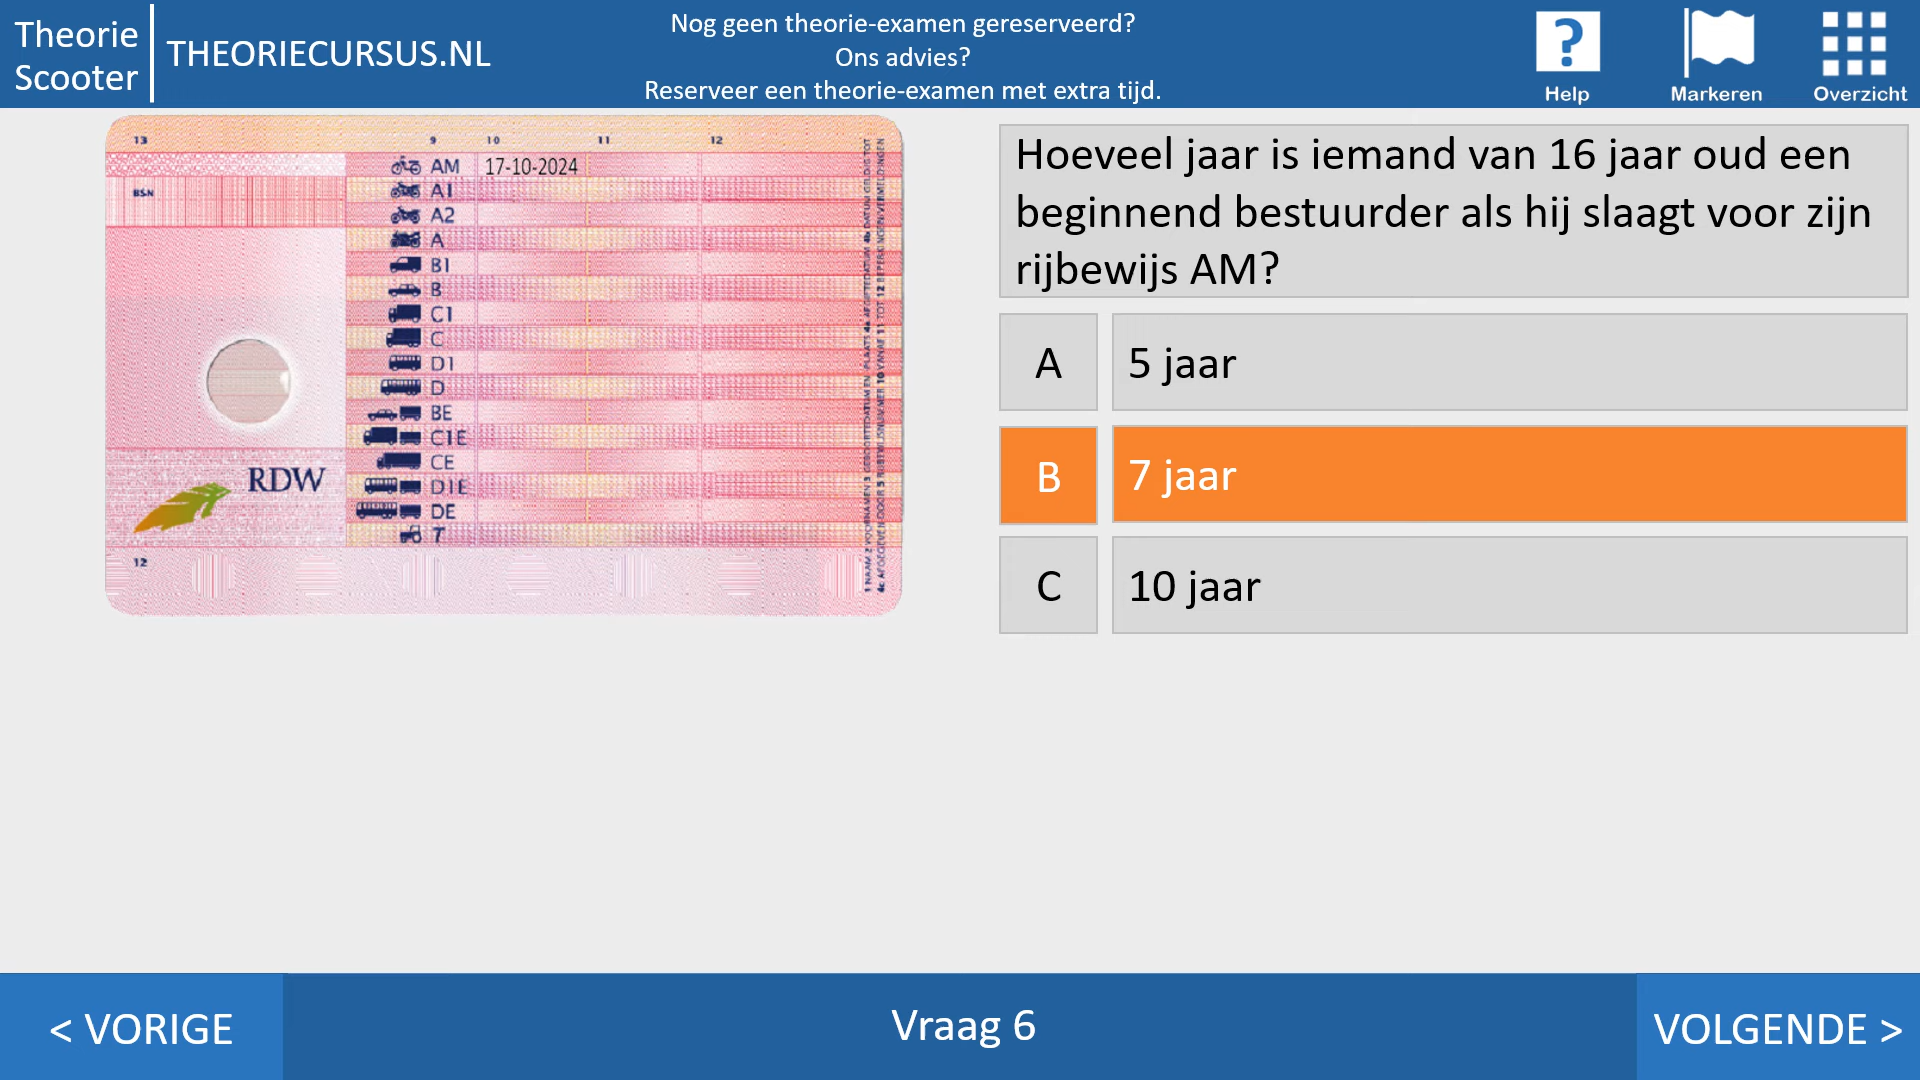 Theorie
Scooter
THEORIECURSUS.NL
Nog geen theorie-examen gereserveerd?
Ons advies?
Reserveer een theorie-examen met extra tijd.
Help
Markeren
Overzicht
13
9 10 11 12
AM 17-10-2024
BSN
A1
A2
A
B1
B
C1
C
D1
D
BE
C1E
CE
RDW
D1E
DE
T
12
Hoeveel jaar is iemand van 16 jaar oud een
beginnend bestuurder als hij slaagt voor zijn
rijbewijs AM?
A 5 jaar
B 7 jaar
C 10 jaar
< VORIGE
Vraag 6
VOLGENDE >